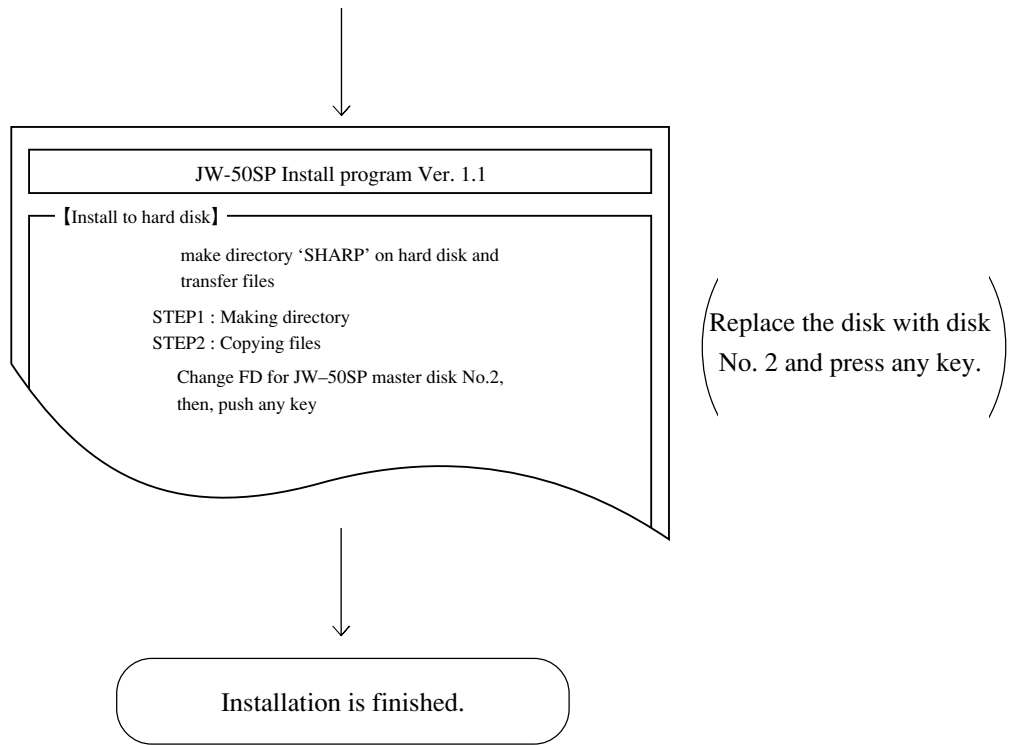 JW-50SP Install program Ver. 1.1
【Install to hard disk】
make directory ‘SHARP’ on hard disk and
transfer files
STEP1 : Making directory
STEP2 : Copying files
Change FD for JW–50SP master disk No.2,
then, push any key
Replace the disk with disk
No. 2 and press any key.
Installation is finished.